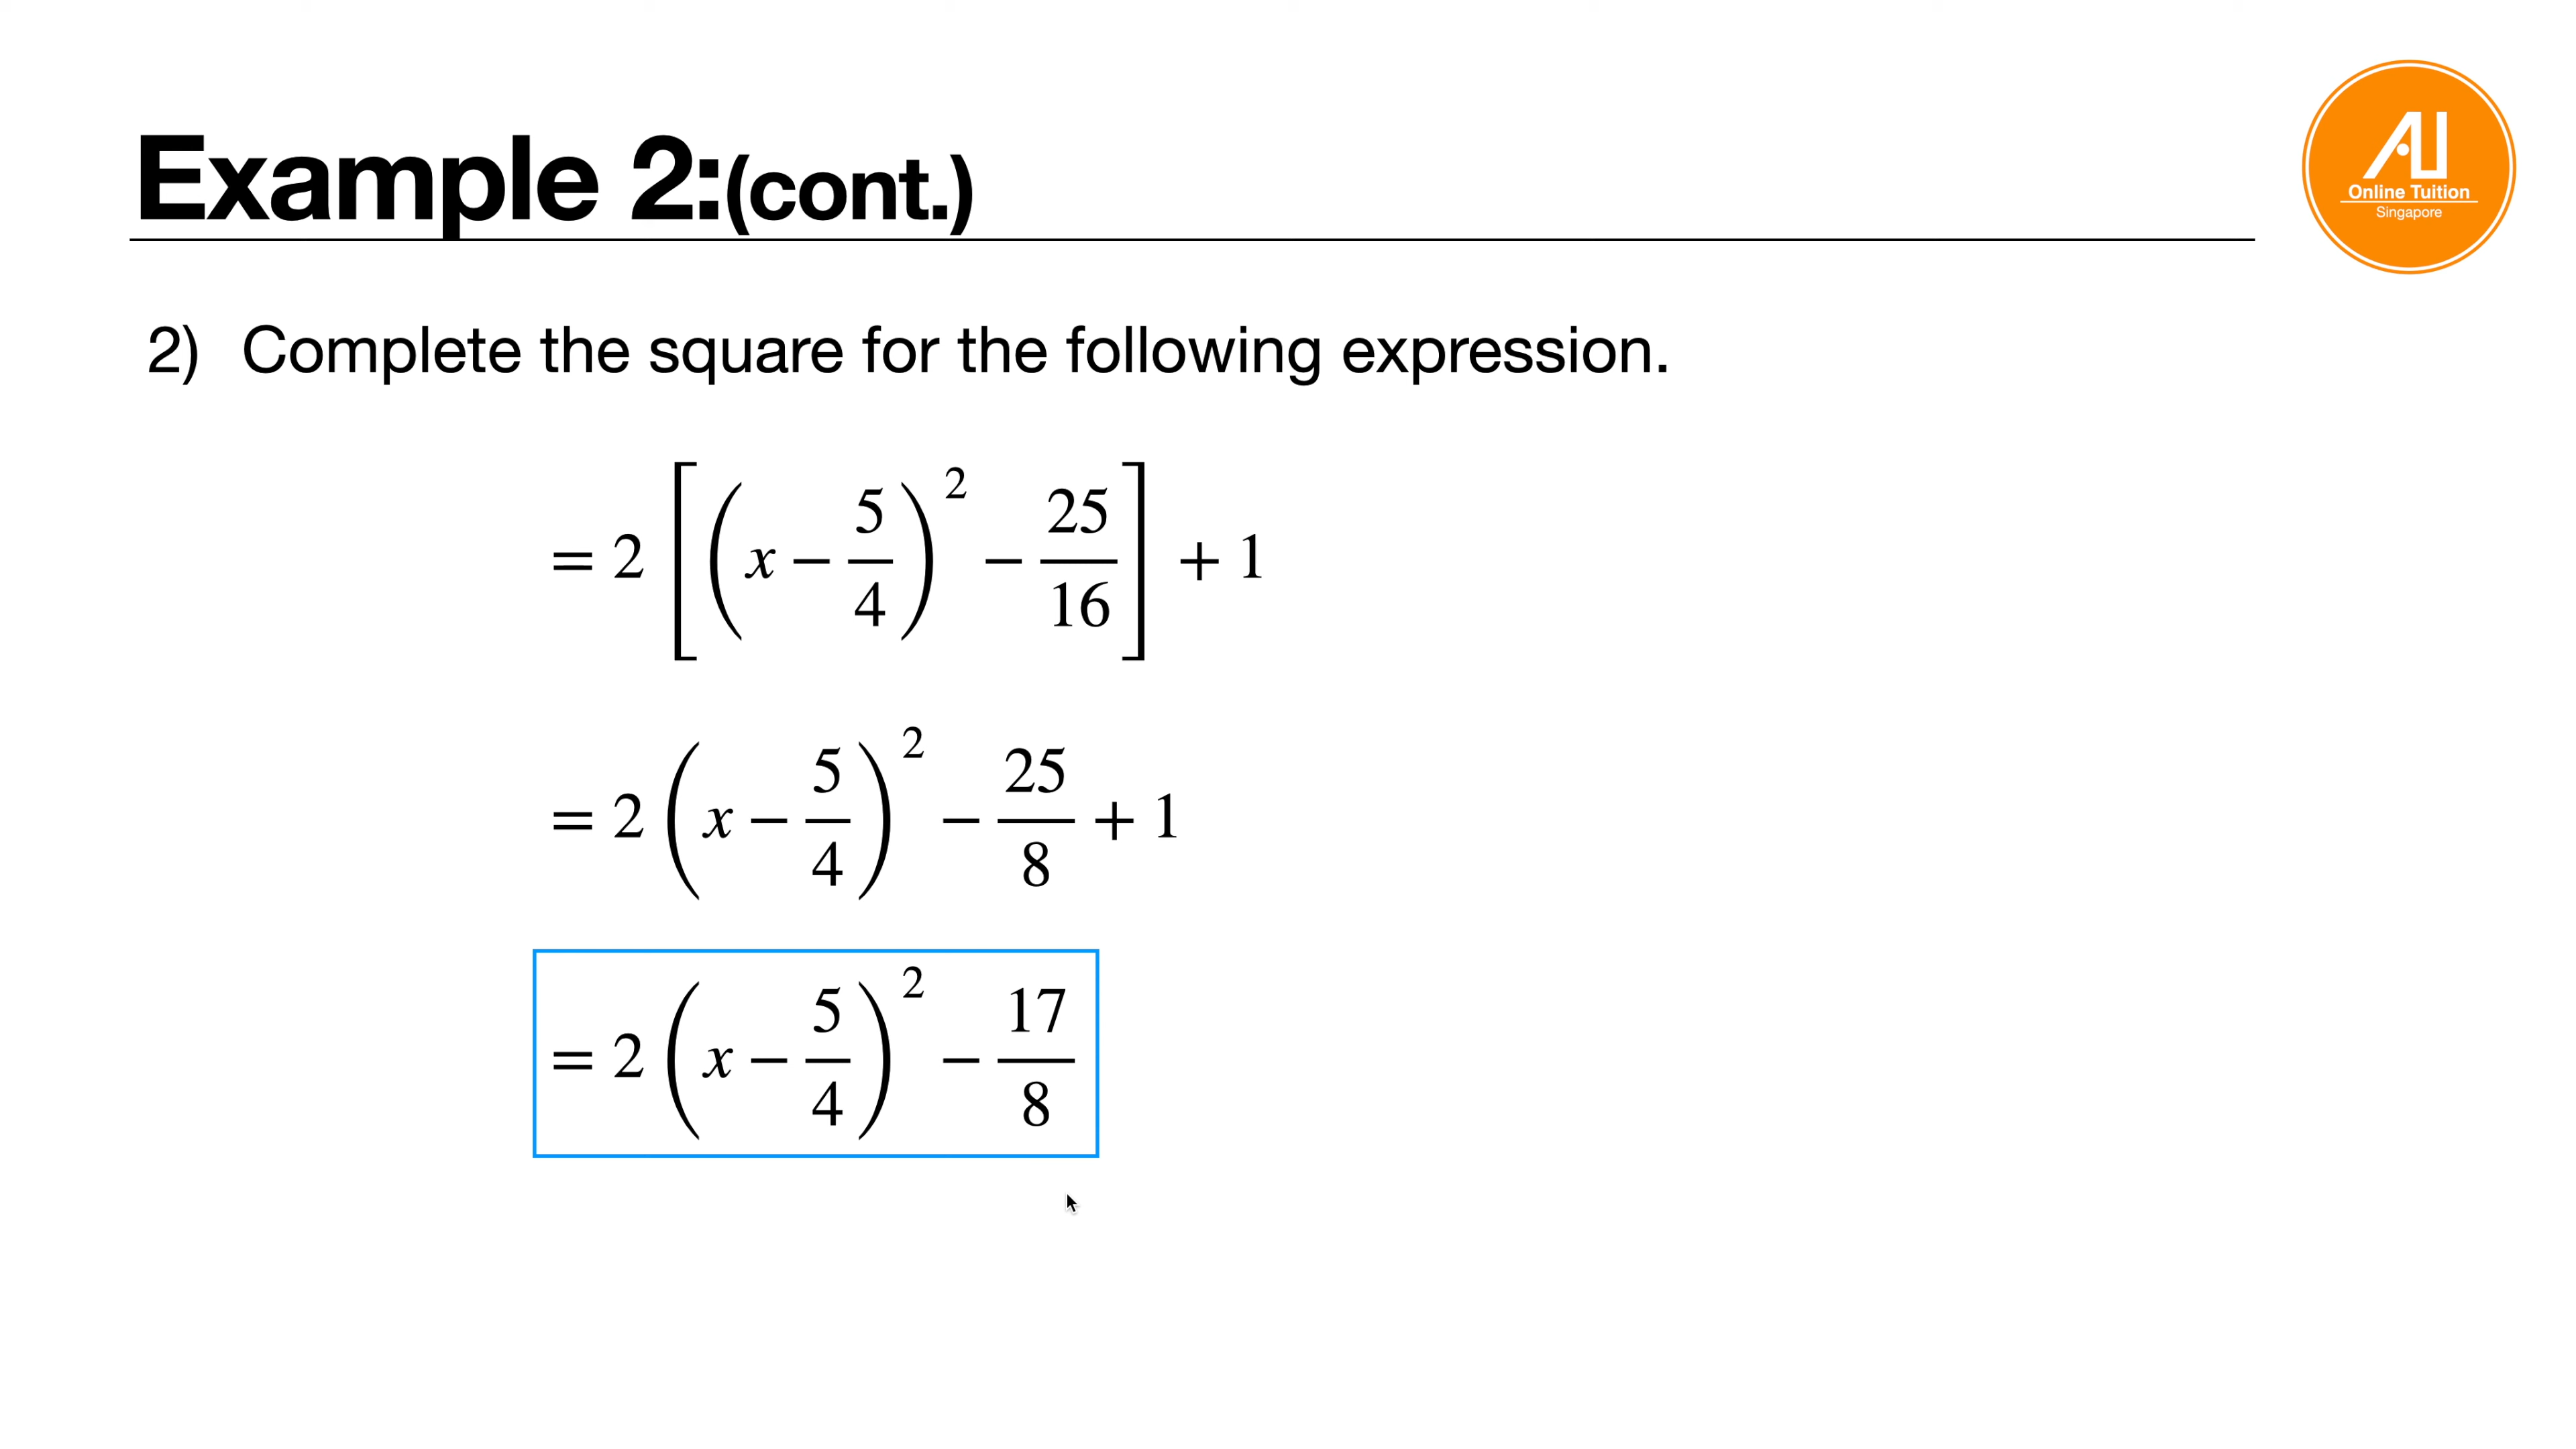 Example 2:(cont.)
AU
Online Tuition
Singapore
2) Complete the square for the following expression.
= 2 [(x − 5/4)² − 25/16] + 1
= 2 (x − 5/4)² − 25/8 + 1
= 2 (x − 5/4)² − 17/8